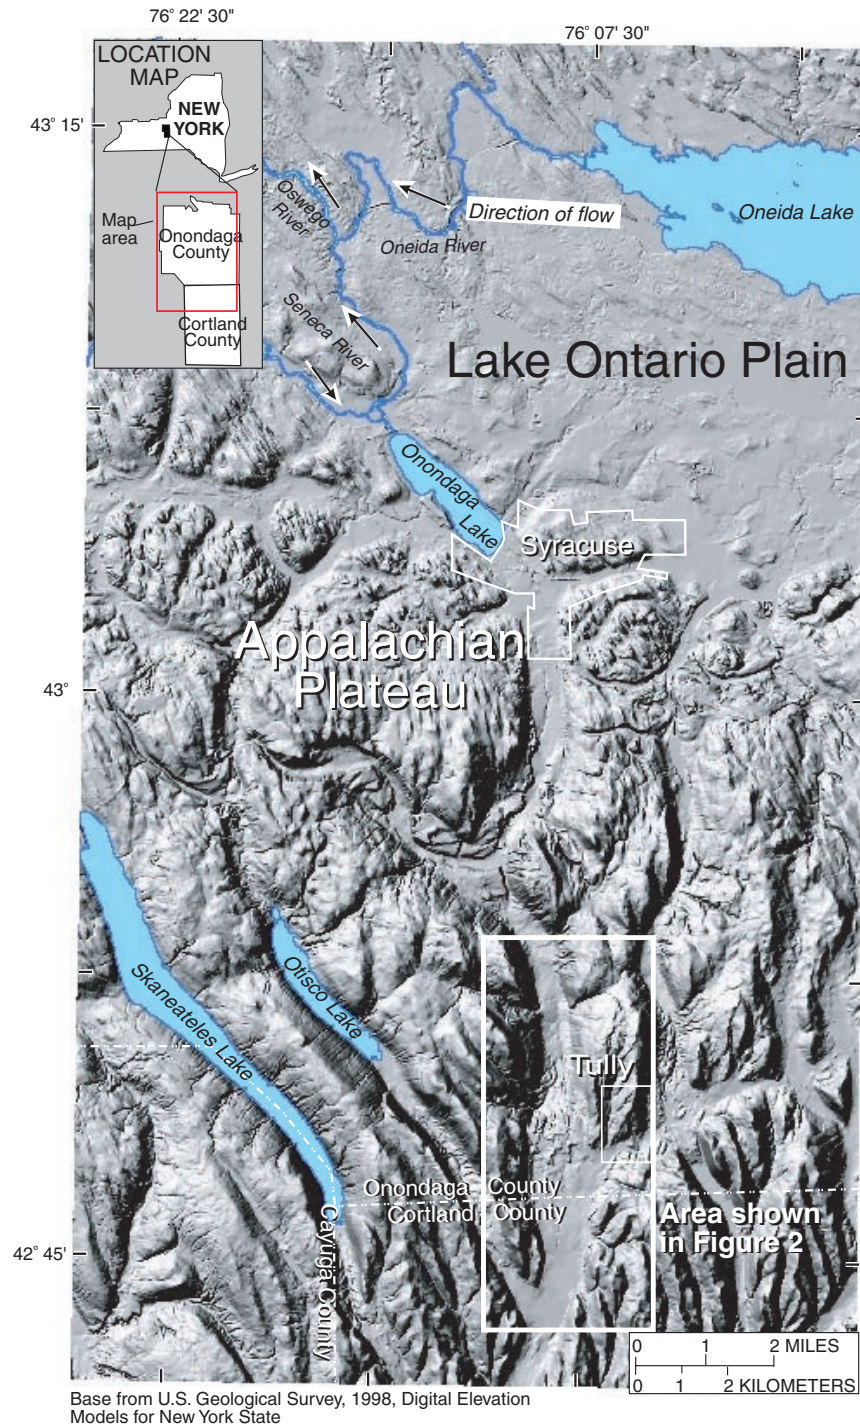 76° 22' 30"
76° 07' 30"
LOCATION
MAP
NEW
YORK
Map
area
Onondaga
County
Cortland
County
43° 15'
Oswego
River
Direction of flow
Oneida River
Oneida Lake
Seneca River
Lake Ontario Plain
Onondaga
Lake
Syracuse
Appalachian
Plateau
43°
Skaneateles Lake
Otisco Lake
Tully
Onondaga County
Cortland County
Cayuga County
Area shown
in Figure 2
42° 45'
0 1 2 MILES
0 1 2 KILOMETERS
Base from U.S. Geological Survey, 1998, Digital Elevation
Models for New York State